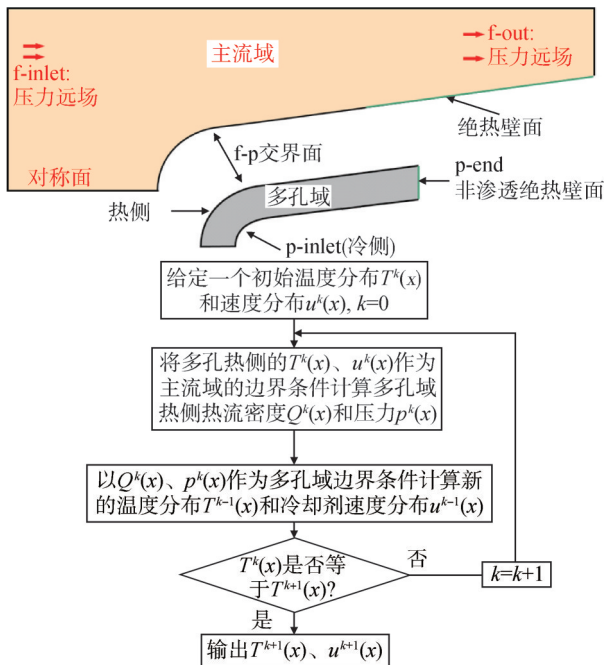 主流域
f-inlet:
压力远场
f-out:
压力远场
绝热壁面
f-p交界面
对称面
p-end
非渗透绝热壁面
多孔域
热侧
p-inlet(冷侧)
给定一个初始温度分布Tᵏ(x)
和速度分布uᵏ(x), k=0
将多孔热侧的Tᵏ(x)、uᵏ(x)作为
主流域的边界条件计算多孔域
热侧热流密度Qᵏ(x)和压力pᵏ(x)
以Qᵏ(x)、pᵏ(x)作为多孔域边界条件计算新
的温度分布Tᵏ⁻¹(x)和冷却剂速度分布uᵏ⁻¹(x)
Tᵏ(x)是否等
于Tᵏ⁺¹(x)?
否
k=k+1
是
输出Tᵏ⁺¹(x)、uᵏ⁺¹(x)